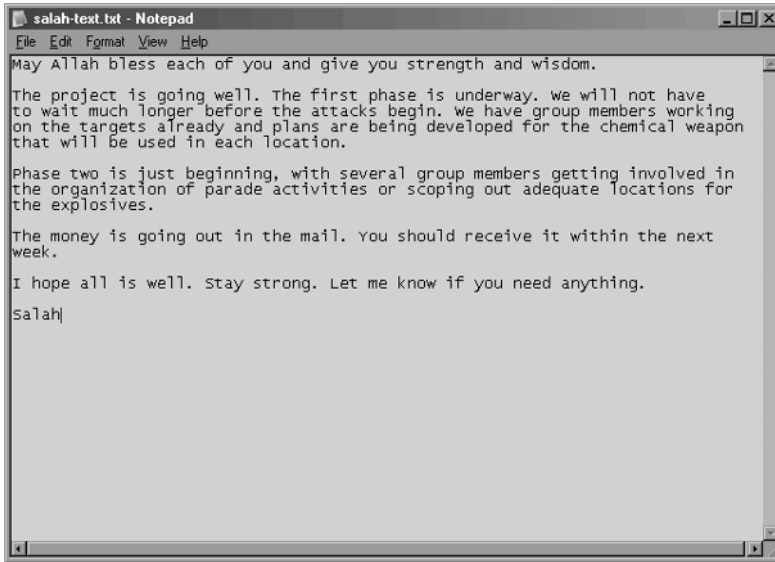 salah-text.txt - Notepad
File Edit Format View Help
May Allah bless each of you and give you strength and wisdom.
The project is going well. The first phase is underway. We will not have
to wait much longer before the attacks begin. We have group members working
on the targets already and plans are being developed for the chemical weapon
that will be used in each location.
Phase two is just beginning, with several group members getting involved in
the organization of parade activities or scoping out adequate locations for
the explosives.
The money is going out in the mail. You should receive it within the next
week.
I hope all is well. Stay strong. Let me know if you need anything.
Salah